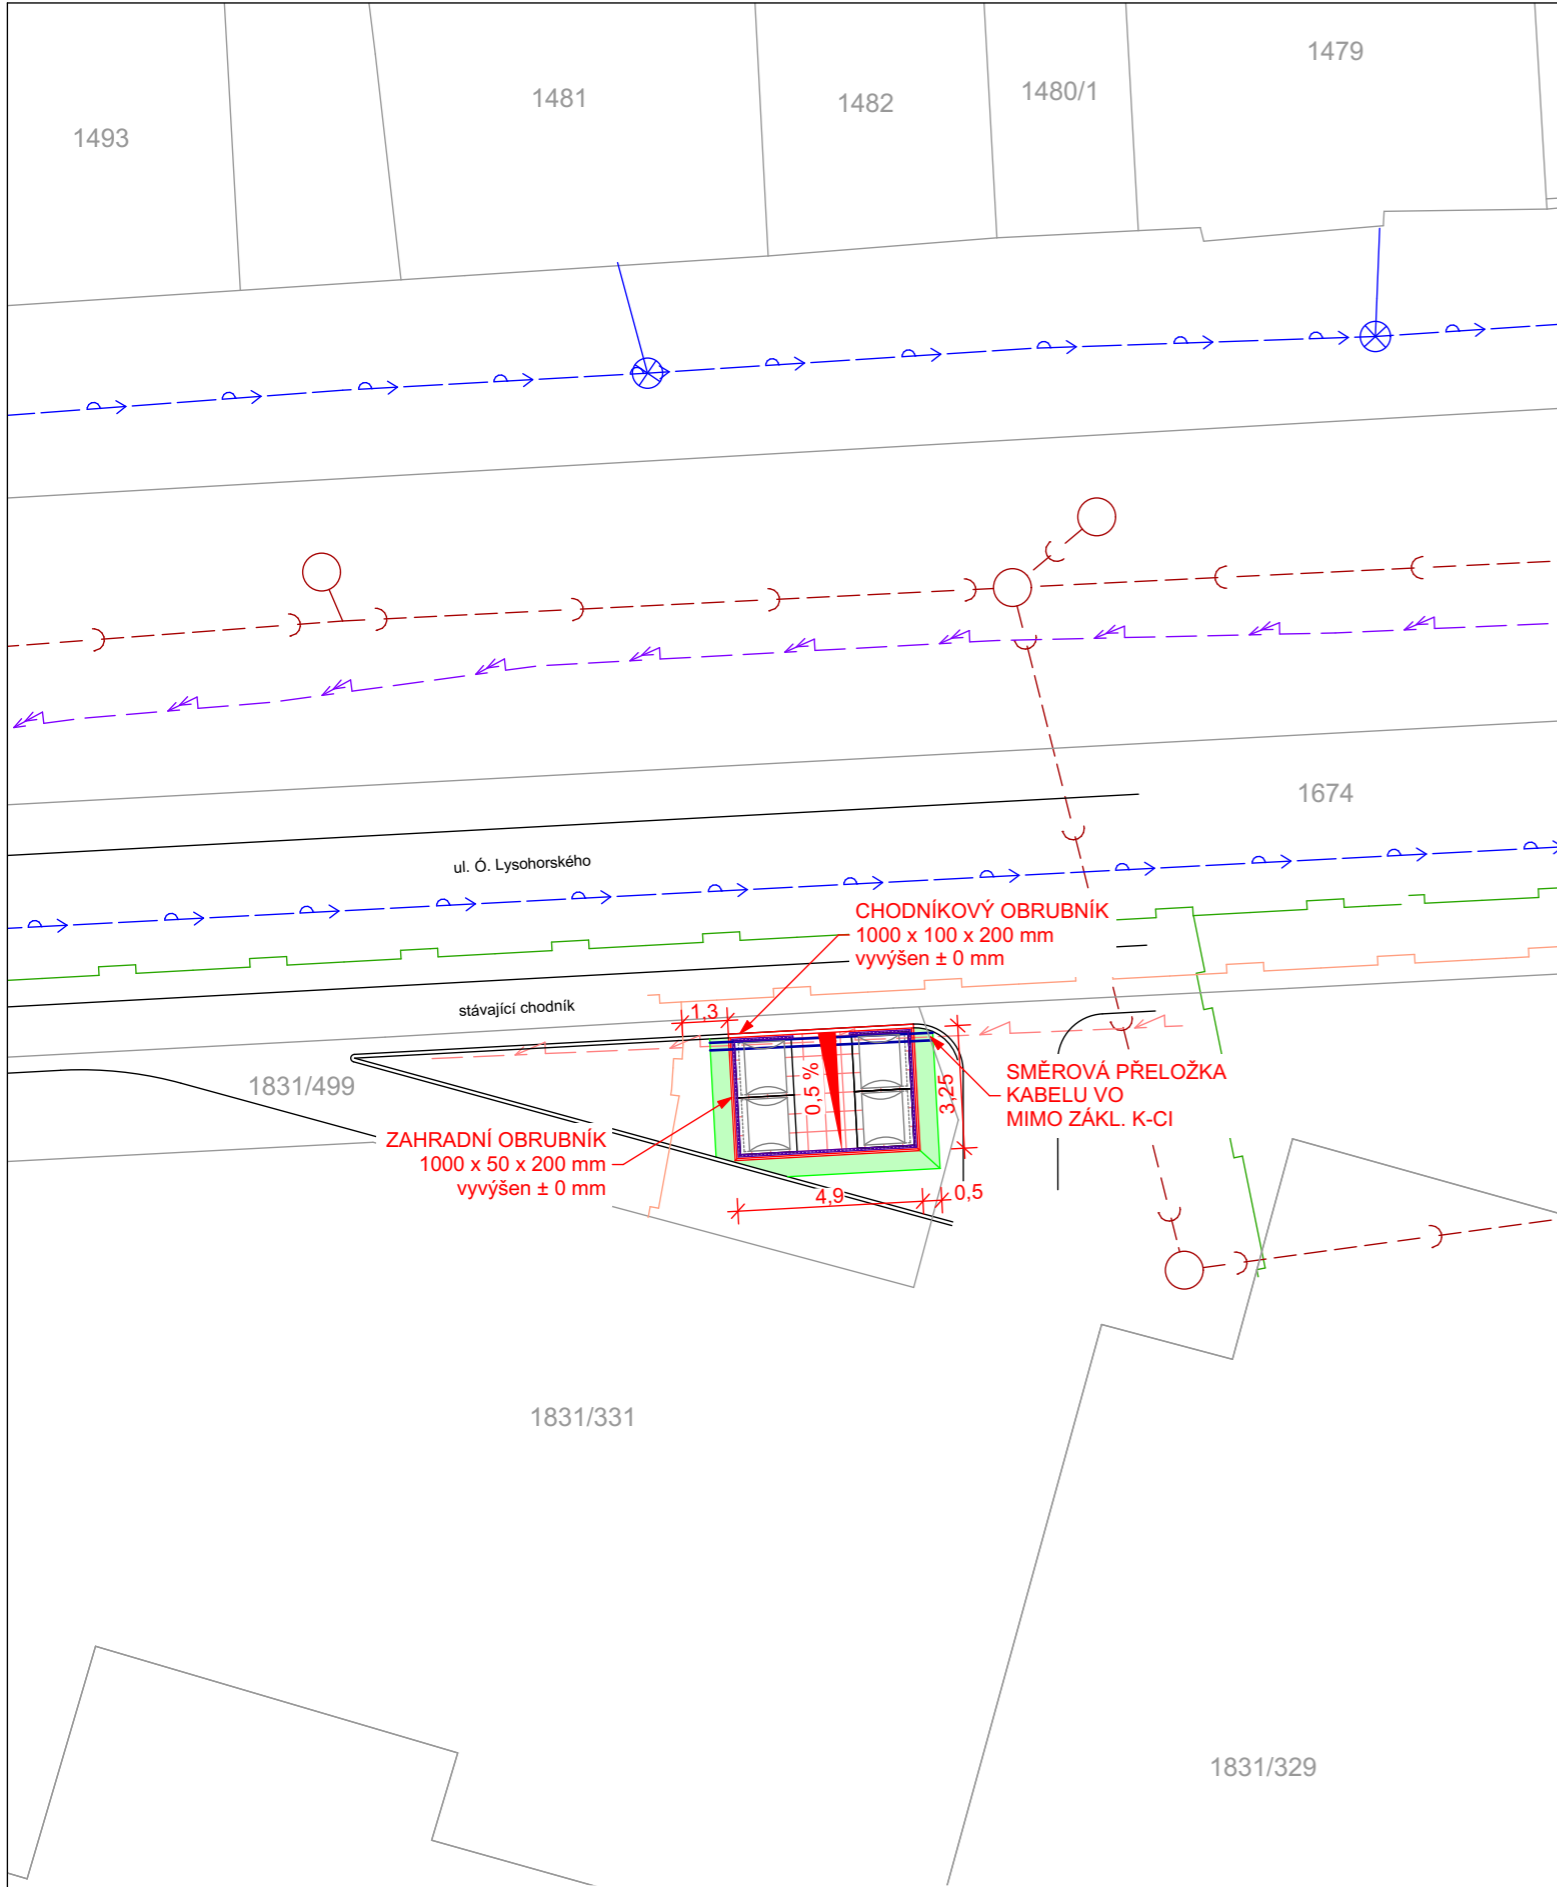 1479
1480/1
1481
1482
1493
1674
ul. Ó. Lysohorského
CHODNÍKOVÝ OBRUBNÍK
1000 x 100 x 200 mm
vyvýšen ± 0 mm
stávající chodník
1,3
0,5 %
3,25
SMĚROVÁ PŘELOŽKA
KABELU VO
MIMO ZÁKL. K-CI
1831/499
ZAHRADNÍ OBRUBNÍK
1000 x 50 x 200 mm
vyvýšen ± 0 mm
4,9
0,5
1831/331
1831/329